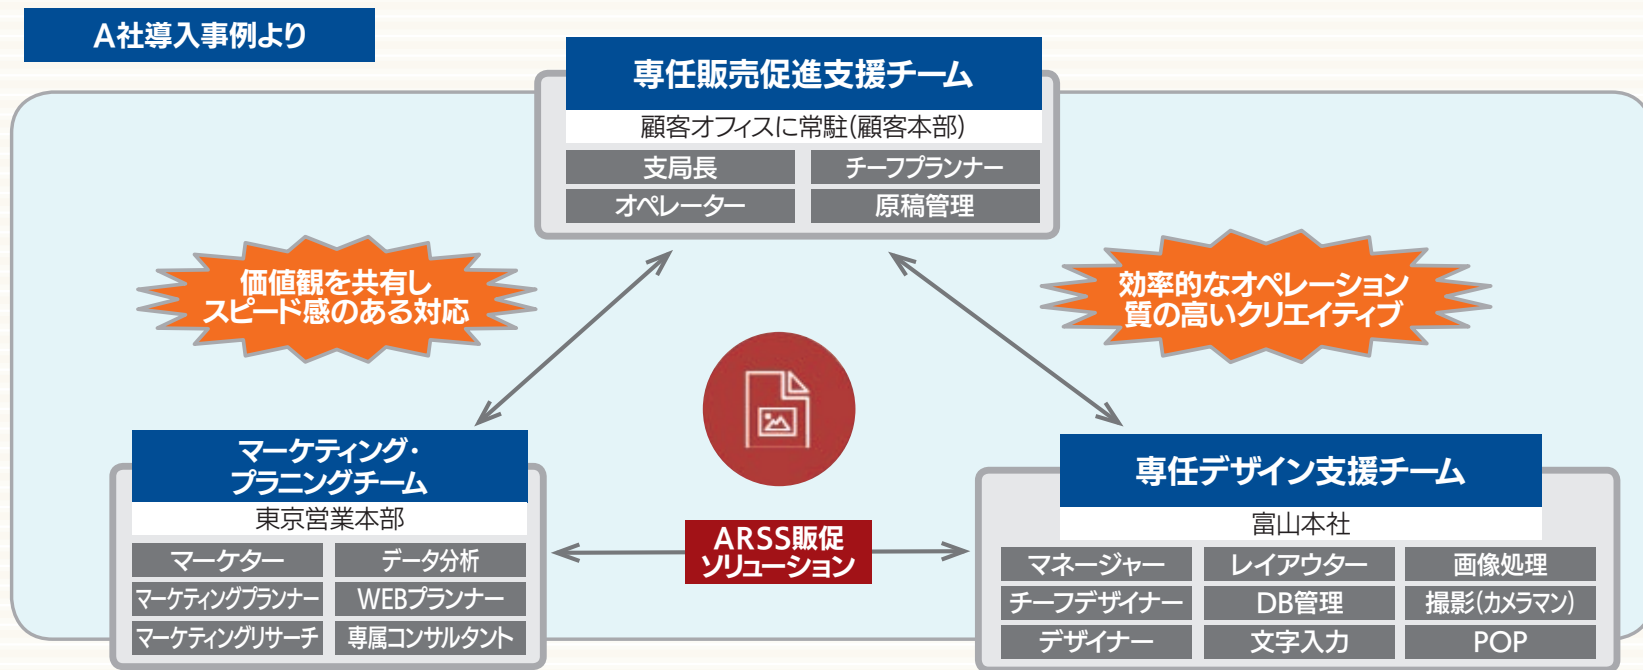 A社導入事例より
専任販売促進支援チーム
顧客オフィスに常駐(顧客本部)
支局長
チーフプランナー
オペレーター
原稿管理
価値観を共有し
スピード感のある対応
効率的なオペレーション
質の高いクリエイティブ
マーケティング・
プラニングチーム
東京営業本部
マーケター
データ分析
マーケティングプランナー
WEBプランナー
マーケティングリサーチ
専属コンサルタント
ARSS販促
ソリューション
専任デザイン支援チーム
富山本社
マネージャー
レイアウター
画像処理
チーフデザイナー
DB管理
撮影(カメラマン)
デザイナー
文字入力
POP